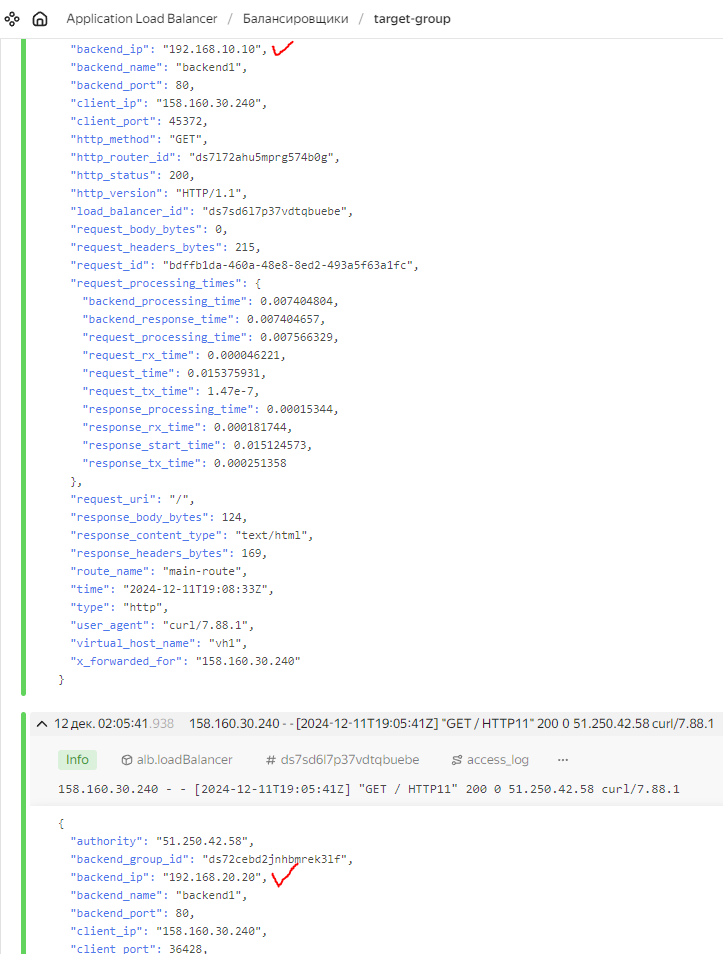 Application Load Balancer / Балансировщики / target-group
"backend_ip": "192.168.10.10",
"backend_name": "backend1",
"backend_port": 80,
"client_ip": "158.160.30.240",
"client_port": 45372,
"http_method": "GET",
"http_router_id": "ds7l72ahu5mprg574b0g",
"http_status": 200,
"http_version": "HTTP/1.1",
"load_balancer_id": "ds7sd6l7p37vdtqbuebe",
"request_body_bytes": 0,
"request_headers_bytes": 215,
"request_id": "bdffb1da-460a-48e8-8ed2-493a5f63a1fc",
"request_processing_times": {
"backend_processing_time": 0.007404804,
"backend_response_time": 0.007404657,
"request_processing_time": 0.007566329,
"request_rx_time": 0.000046221,
"request_time": 0.015375931,
"request_tx_time": 1.47e-7,
"response_processing_time": 0.00015344,
"response_rx_time": 0.000181744,
"response_start_time": 0.015124573,
"response_tx_time": 0.000251358
},
"request_uri": "/",
"response_body_bytes": 124,
"response_content_type": "text/html",
"response_headers_bytes": 169,
"route_name": "main-route",
"time": "2024-12-11T19:08:33Z",
"type": "http",
"user_agent": "curl/7.88.1",
"virtual_host_name": "vh1",
"x_forwarded_for": "158.160.30.240"
}
12 дек. 02:05:41.938 158.160.30.240 - - [2024-12-11T19:05:41Z] "GET / HTTP11" 200 0 51.250.42.58 curl/7.88.1
Info alb.loadBalancer # ds7sd6l7p37vdtqbuebe access_log ...
158.160.30.240 - - [2024-12-11T19:05:41Z] "GET / HTTP11" 200 0 51.250.42.58 curl/7.88.1
{
"authority": "51.250.42.58",
"backend_group_id": "ds72cebd2jnhbmrek3lf",
"backend_ip": "192.168.20.20",
"backend_name": "backend1",
"backend_port": 80,
"client_ip": "158.160.30.240",
"client_port": 36428,